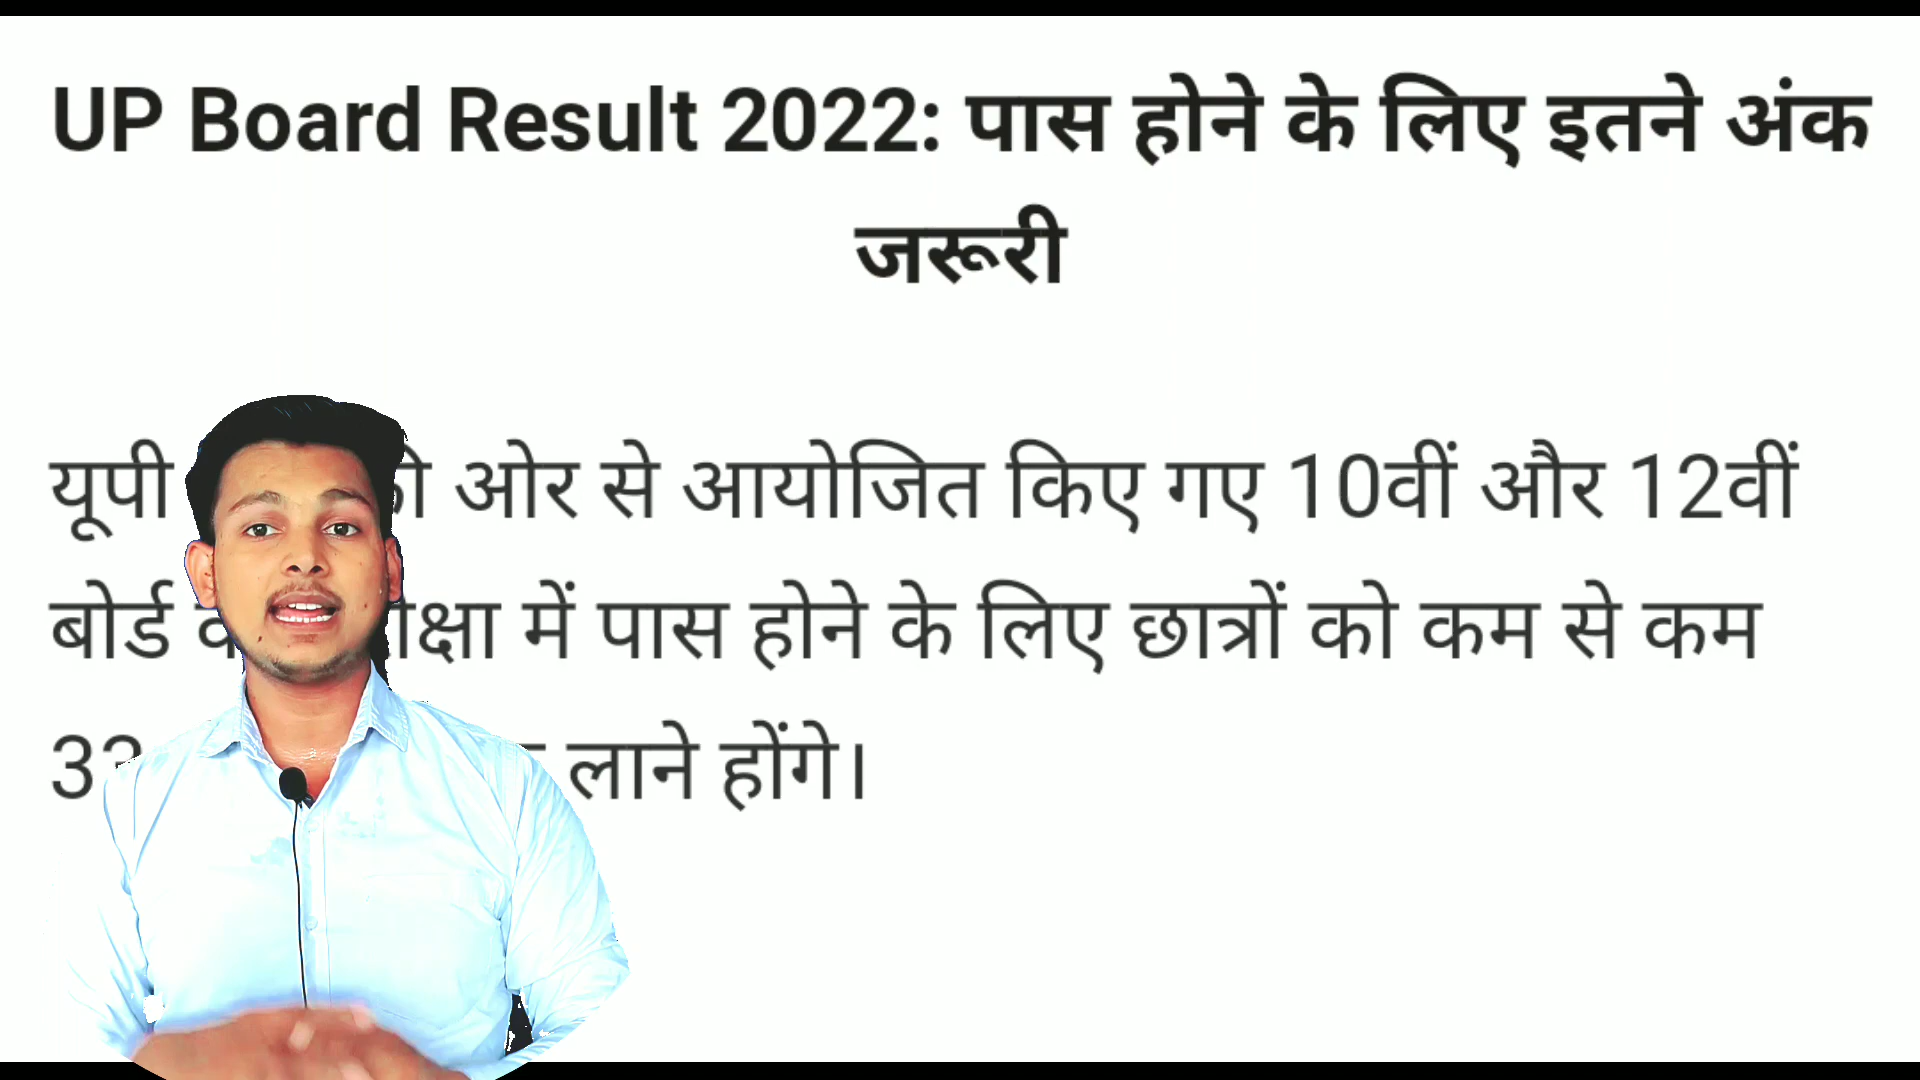 UP Board Result 2022: पास होने के लिए इतने अंक
जरूरी
यूपी ओर से आयोजित किए गए 10वीं और 12वीं
बोर्ड में पास होने के लिए छात्रों को कम से कम
लाने होंगे।